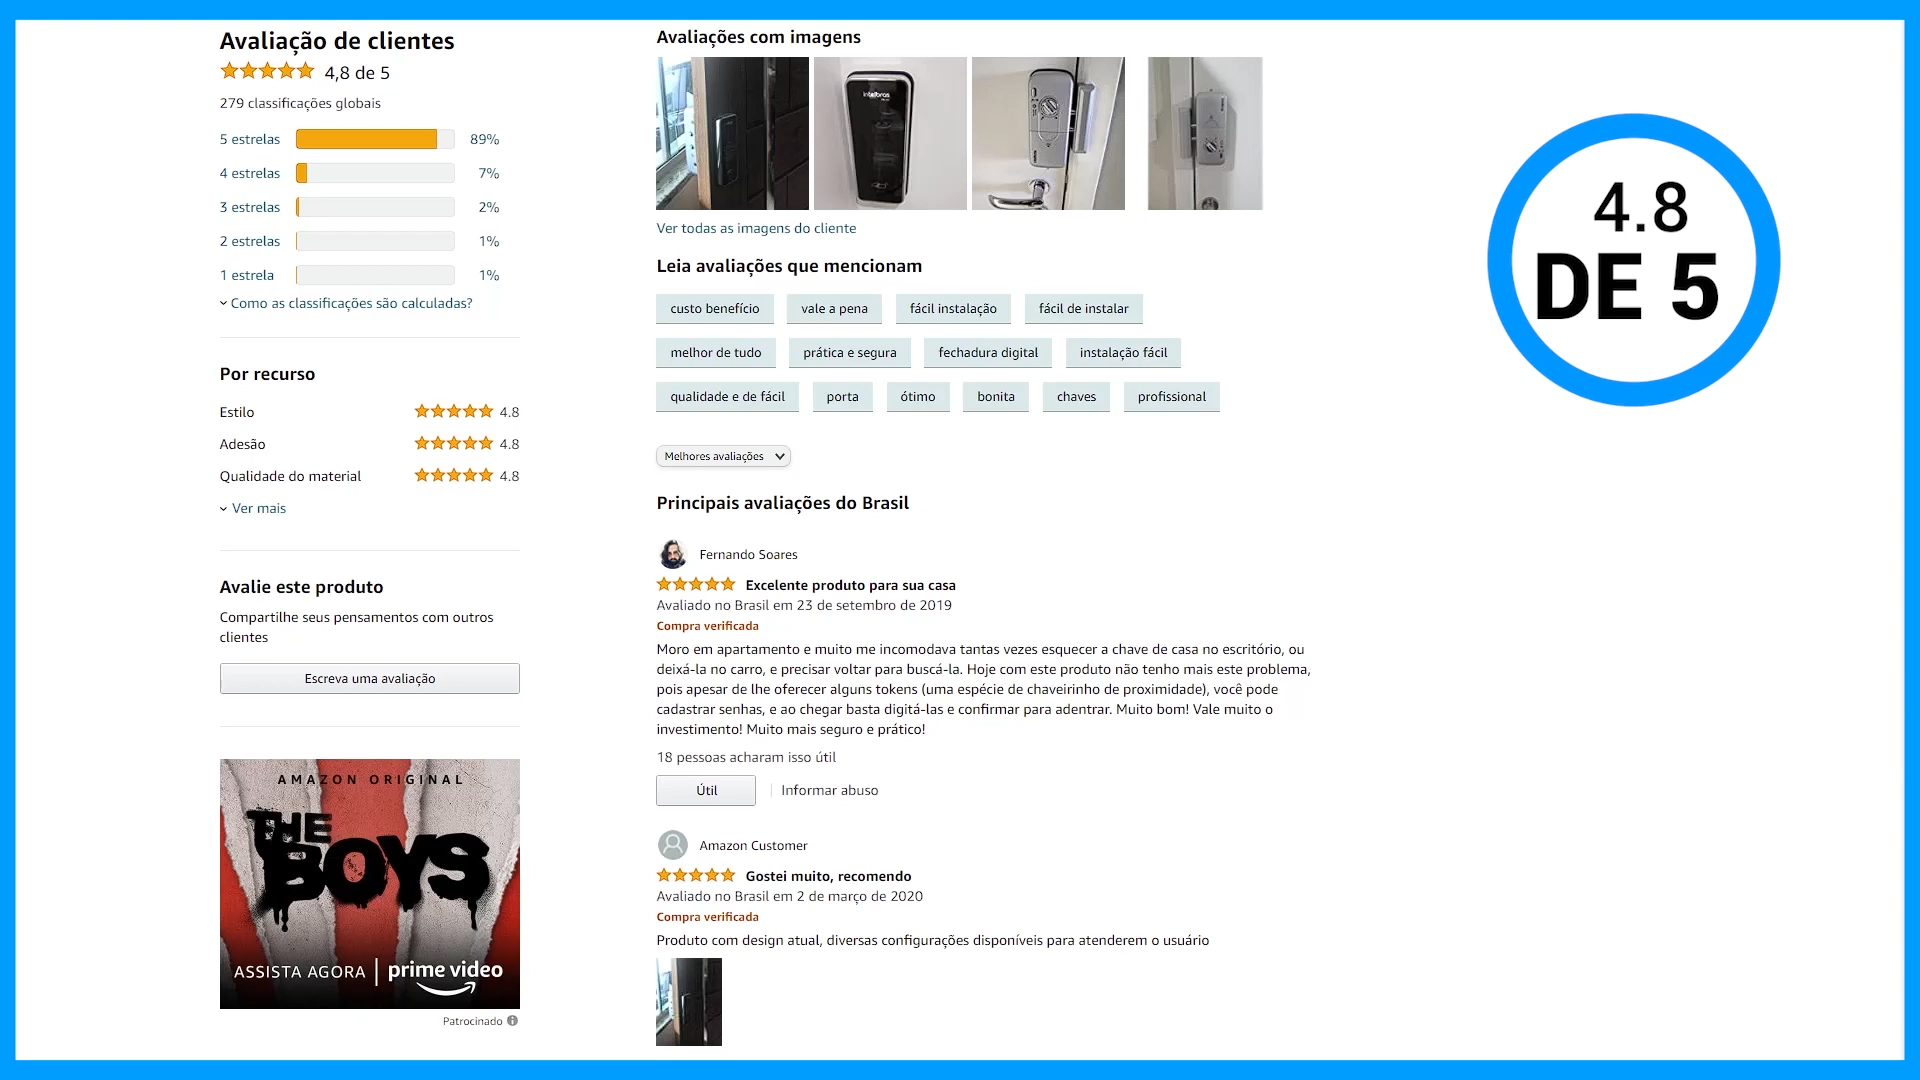 Avaliação de clientes
4,8 de 5
279 classificações globais
5 estrelas 89%
4 estrelas 7%
3 estrelas 2%
2 estrelas 1%
1 estrela 1%
Como as classificações são calculadas?
Por recurso
Estilo 4.8
Adesão 4.8
Qualidade do material 4.8
Ver mais
Avalie este produto
Compartilhe seus pensamentos com outros
clientes
Escreva uma avaliação
AMAZON ORIGINAL
THE
BOYS
ASSISTA AGORA | prime video
Patrocinado
Avaliações com imagens
intelbras
Ver todas as imagens do cliente
Leia avaliações que mencionam
custo benefício vale a pena fácil instalação fácil de instalar
melhor de tudo prática e segura fechadura digital instalação fácil
qualidade e de fácil porta ótimo bonita chaves profissional
Melhores avaliações
Principais avaliações do Brasil
Fernando Soares
Excelente produto para sua casa
Avaliado no Brasil em 23 de setembro de 2019
Compra verificada
Moro em apartamento e muito me incomodava tantas vezes esquecer a chave de casa no escritório, ou
deixá-la no carro, e precisar voltar para buscá-la. Hoje com este produto não tenho mais este problema,
pois apesar de lhe oferecer alguns tokens (uma espécie de chaveirinho de proximidade), você pode
cadastrar senhas, e ao chegar basta digitá-las e confirmar para adentrar. Muito bom! Vale muito o
investimento! Muito mais seguro e prático!
18 pessoas acharam isso útil
Útil | Informar abuso
Amazon Customer
Gostei muito, recomendo
Avaliado no Brasil em 2 de março de 2020
Compra verificada
Produto com design atual, diversas configurações disponíveis para atenderem o usuário
4.8
DE 5